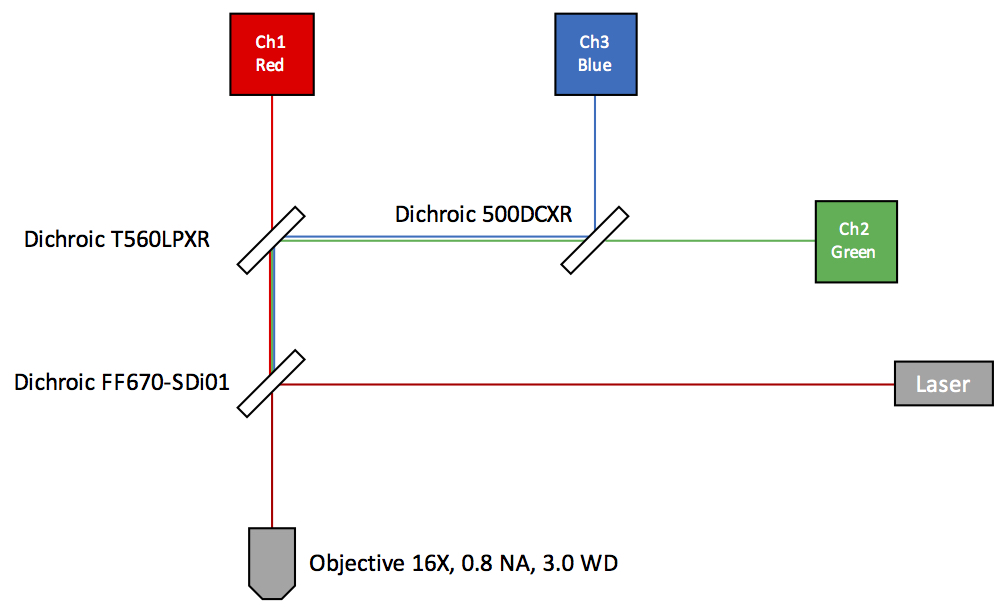 Ch1
Red
Ch3
Blue
Dichroic 500DCXR
Dichroic T560LPXR
Ch2
Green
Dichroic FF670-SDi01
Laser
Objective 16X, 0.8 NA, 3.0 WD